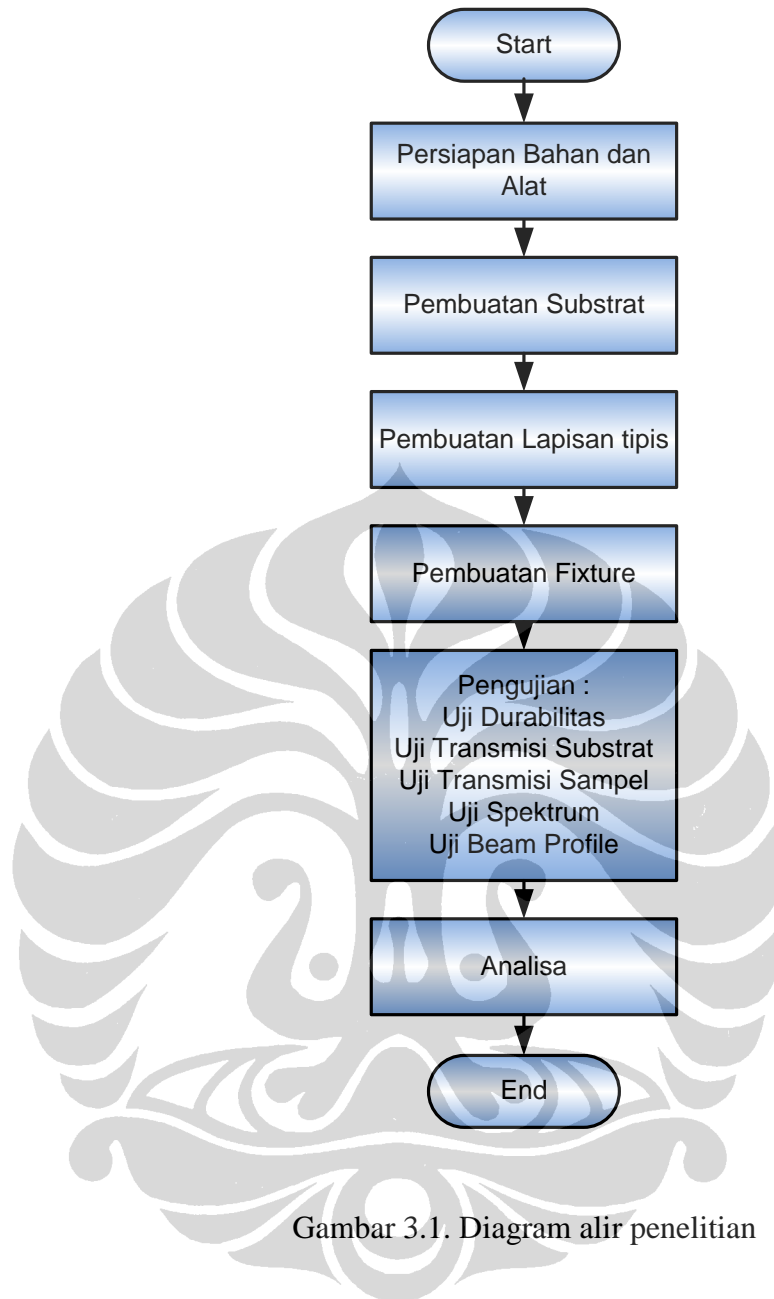 Start
Persiapan Bahan dan
Alat
Pembuatan Substrat
Pembuatan Lapisan tipis
Pembuatan Fixture
Pengujian :
Uji Durabilitas
Uji Transmisi Substrat
Uji Transmisi Sampel
Uji Spektrum
Uji Beam Profile
Analisa
End
Gambar 3.1. Diagram alir penelitian